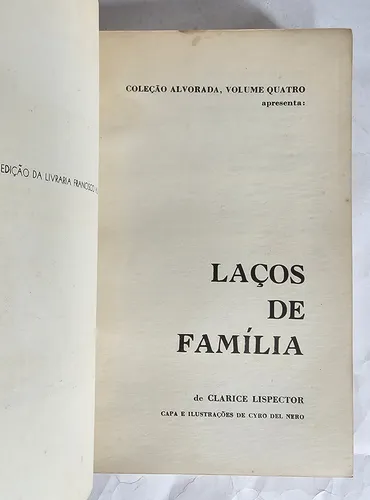 EDIÇÃO DA LIVRARIA FRANCISCO
COLEÇÃO ALVORADA, VOLUME QUATRO
apresenta:
LAÇOS
DE
FAMÍLIA
de CLARICE LISPECTOR
CAPA E ILUSTRAÇÕES DE CYRO DEL NERO